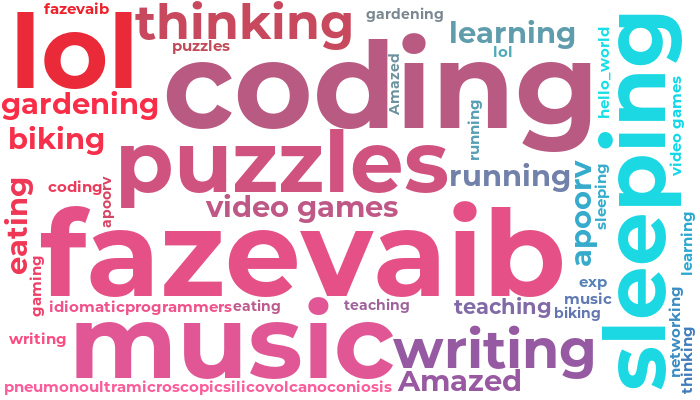 fazevaib
lol
thinking
gardening
puzzles
learning
lol
coding
Amazed
hello_world
sleeping
gardening
biking
running
video games
puzzles
running
eating
coding
apoorv
video games
apoorv
sleeping
fazevaib
learning
gaming
exp
idiomaticprogrammers
eating
teaching
teaching
music
biking
networking
music
writing
writing
thinking
pneumonoultramicroscopicsilicovolcanoconiosis
Amazed